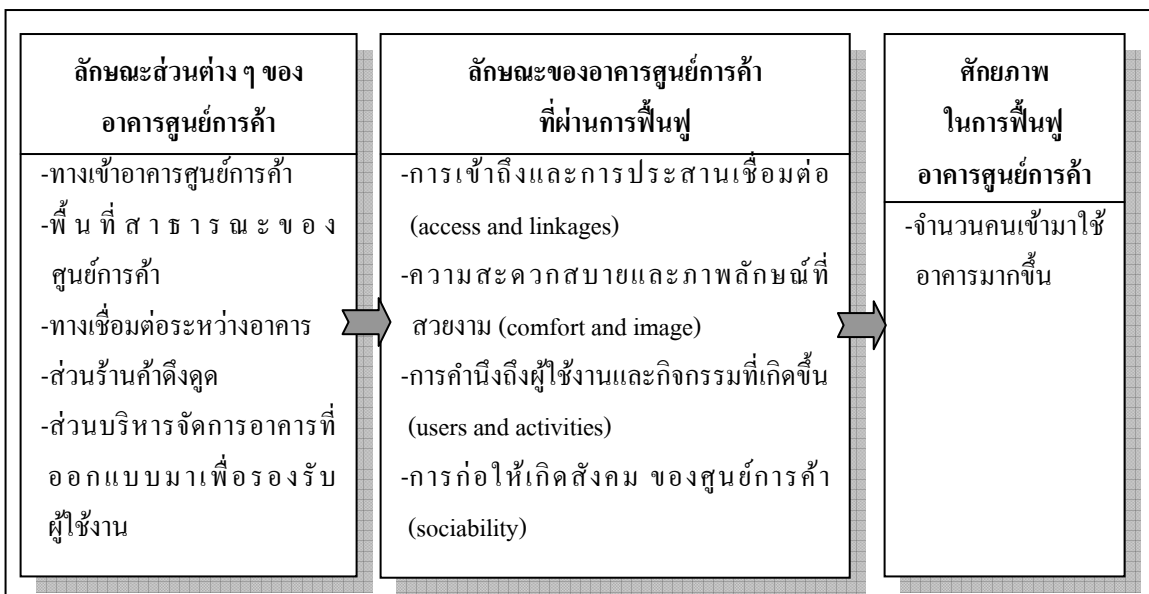 ลักษณะส่วนต่าง ๆ ของ
อาคารศูนย์การค้า
-ทางเข้าอาคารศูนย์การค้า
-พื้นที่สาธารณะของ
ศูนย์การค้า
-ทางเชื่อมต่อระหว่างอาคาร
-ส่วนร้านค้าดึงดูด
-ส่วนบริหารจัดการอาคารที่
ออกแบบมาเพื่อรองรับ
ผู้ใช้งาน
ลักษณะของอาคารศูนย์การค้า
ที่ผ่านการฟื้นฟู
-การเข้าถึงและการประสานเชื่อมต่อ
(access and linkages)
-ความสะดวกสบายและภาพลักษณ์ที่
สวยงาม (comfort and image)
-การคำนึงถึงผู้ใช้งานและกิจกรรมที่เกิดขึ้น
(users and activities)
-การก่อให้เกิดสังคม ของศูนย์การค้า
(sociability)
ศักยภาพ
ในการฟื้นฟู
อาคารศูนย์การค้า
-จำนวนคนเข้ามาใช้
อาคารมากขึ้น